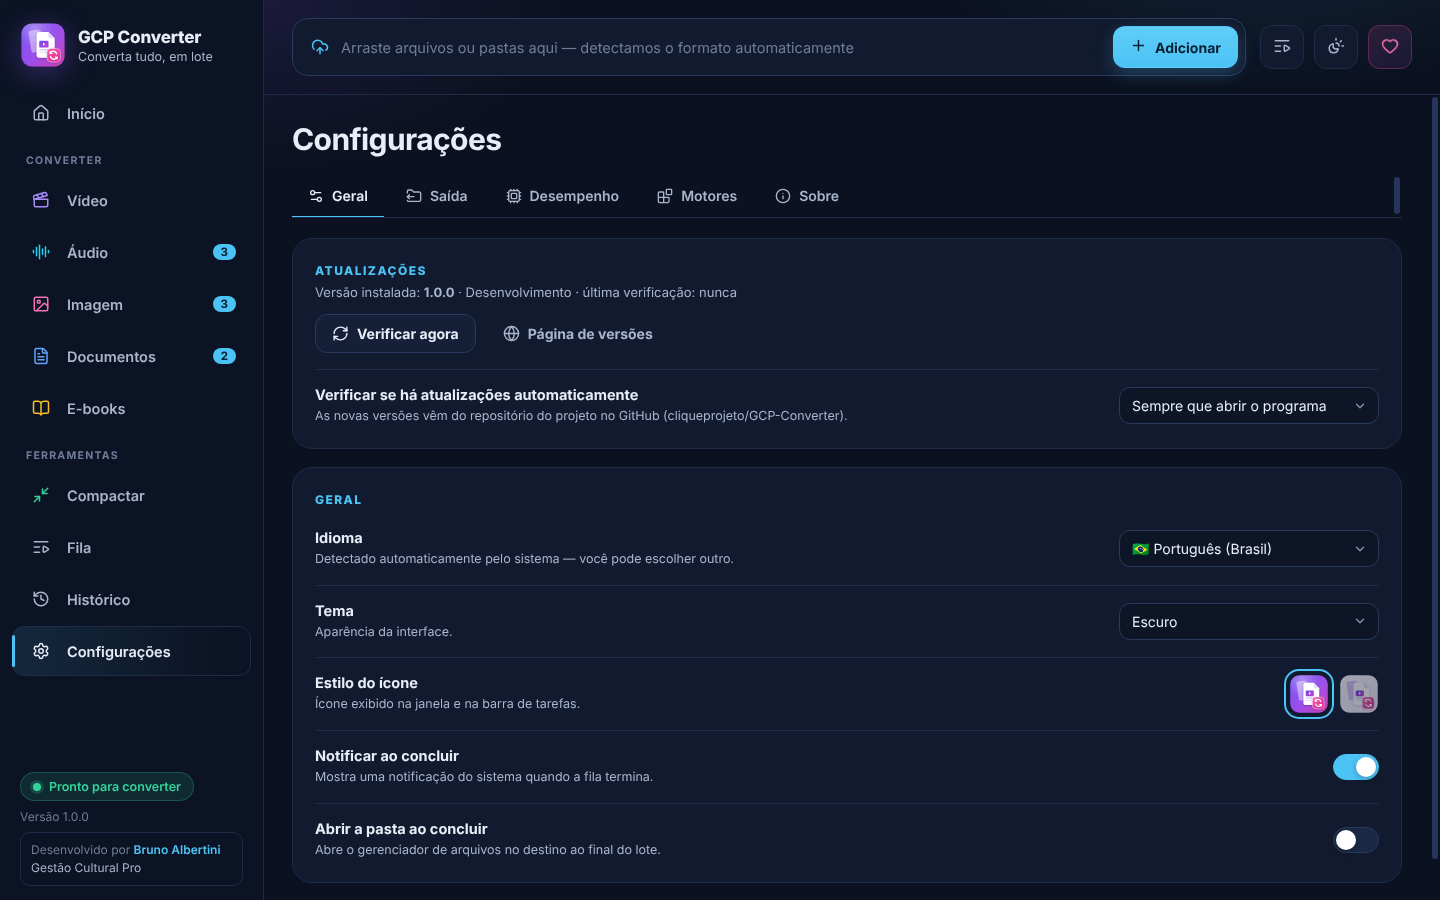 GCP Converter
Converta tudo, em lote
Início
CONVERTER
Vídeo
Áudio 3
Imagem 3
Documentos 2
E-books
FERRAMENTAS
Compactar
Fila
Histórico
Configurações
Pronto para converter
Versão 1.0.0
Desenvolvido por Bruno Albertini
Gestão Cultural Pro
Arraste arquivos ou pastas aqui — detectamos o formato automaticamente
Adicionar
Configurações
Geral Saída Desempenho Motores Sobre
ATUALIZAÇÕES
Versão instalada: 1.0.0 · Desenvolvimento · última verificação: nunca
Verificar agora Página de versões
Verificar se há atualizações automaticamente
As novas versões vêm do repositório do projeto no GitHub (cliqueprojeto/GCP-Converter).
Sempre que abrir o programa
GERAL
Idioma
Detectado automaticamente pelo sistema — você pode escolher outro.
Português (Brasil)
Tema
Aparência da interface.
Escuro
Estilo do ícone
Ícone exibido na janela e na barra de tarefas.
Notificar ao concluir
Mostra uma notificação do sistema quando a fila termina.
Abrir a pasta ao concluir
Abre o gerenciador de arquivos no destino ao final do lote.